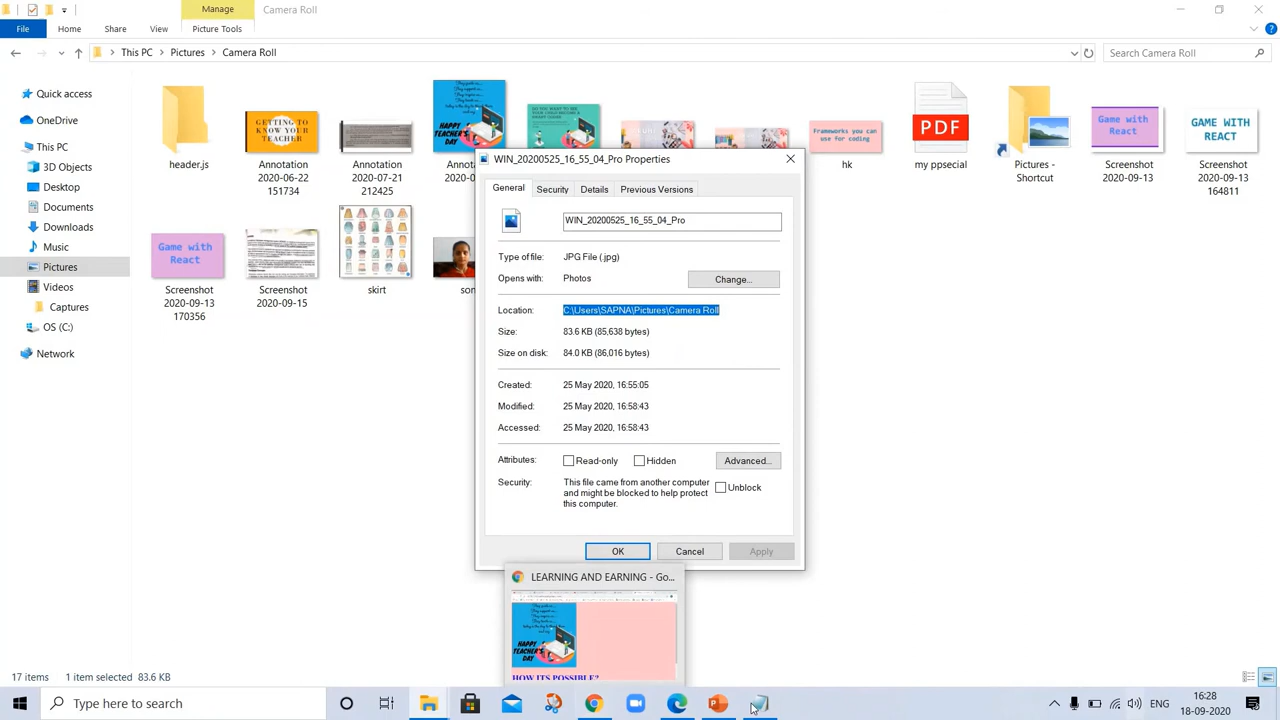 Manage
Camera Roll
File
Home
Share
View
Picture Tools
This PC
Pictures
Camera Roll
Search Camera Roll
Quick access
OneDrive
This PC
3D Objects
Desktop
Documents
Downloads
Music
Pictures
Videos
Captures
OS (C:)
Network
header.js
GETTING TO
KNOW YOUR
TEACHER
Annotation
2020-06-22
151734
Annotation
2020-07-21
212425
HAPPY
TEACHER'S
DAY
Frameworks you can
use for coding
hk
PDF
my ppspecial
Pictures -
Shortcut
Game with
React
Screenshot
2020-09-13
GAME WITH
REACT
Screenshot
2020-09-13
164811
Game with
React
Screenshot
2020-09-13
170356
Screenshot
2020-09-15
skirt
WIN_20200525_16_55_04_Pro Properties
General
Security
Details
Previous Versions
WIN_20200525_16_55_04_Pro
Type of file: JPG File (.jpg)
Opens with: Photos
Change...
Location: C:\Users\SAPNA\Pictures\Camera Roll
Size: 83.6 KB (85,638 bytes)
Size on disk: 84.0 KB (86,016 bytes)
Created: 25 May 2020, 16:55:05
Modified: 25 May 2020, 16:58:43
Accessed: 25 May 2020, 16:58:43
Attributes: Read-only Hidden
Advanced...
Security: This file came from another computer
and might be blocked to help protect
this computer.
Unblock
OK
Cancel
Apply
LEARNING AND EARNING - Go...
HAPPY
TEACHER'S
DAY
HOW ITS POSSIBLE?
17 items
1 item selected 83.6 KB
Type here to search
ENG
16:28
18-09-2020